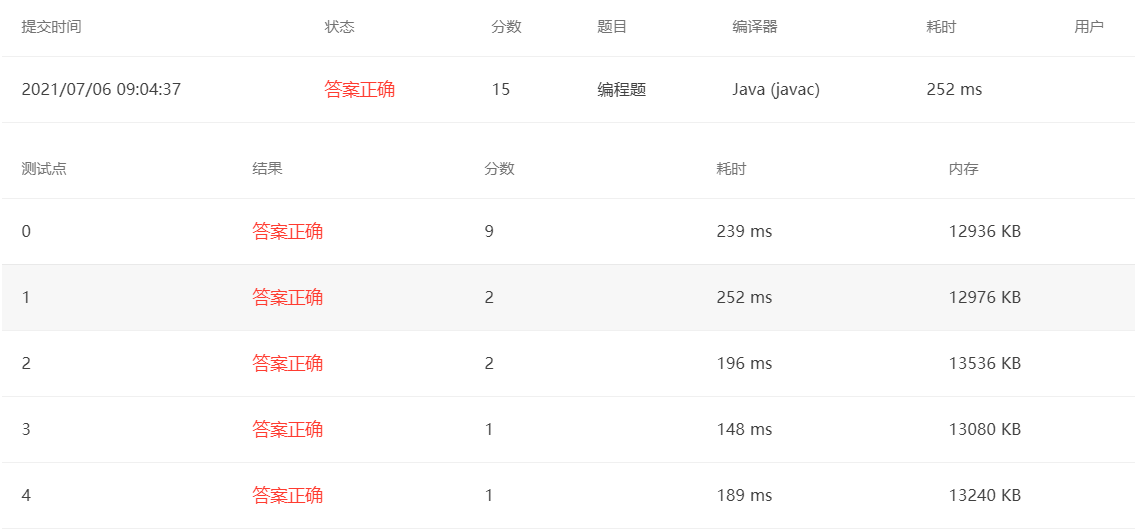 提交时间 状态 分数 题目 编译器 耗时 用户
2021/07/06 09:04:37 答案正确 15 编程题 Java (javac) 252 ms
测试点 结果 分数 耗时 内存
0 答案正确 9 239 ms 12936 KB
1 答案正确 2 252 ms 12976 KB
2 答案正确 2 196 ms 13536 KB
3 答案正确 1 148 ms 13080 KB
4 答案正确 1 189 ms 13240 KB